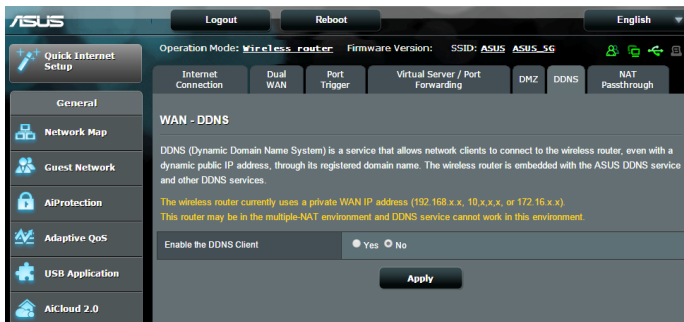 ASUS
Logout
Reboot
English
Quick Internet
Setup
Operation Mode: Wireless router Firmware Version: SSID: ASUS ASUS_5G
Internet
Connection
Dual
WAN
Port
Trigger
Virtual Server / Port
Forwarding
DMZ
DDNS
NAT
Passthrough
General
Network Map
Guest Network
AiProtection
Adaptive QoS
USB Application
AiCloud 2.0
WAN - DDNS
DDNS (Dynamic Domain Name System) is a service that allows network clients to connect to the wireless router, even with a
dynamic public IP address, through its registered domain name. The wireless router is embedded with the ASUS DDNS service
and other DDNS services.
The wireless router currently uses a private WAN IP address (192.168.x.x, 10,x,x,x, or 172.16.x.x).
This router may be in the multiple-NAT environment and DDNS service cannot work in this environment.
Enable the DDNS Client
Yes No
Apply